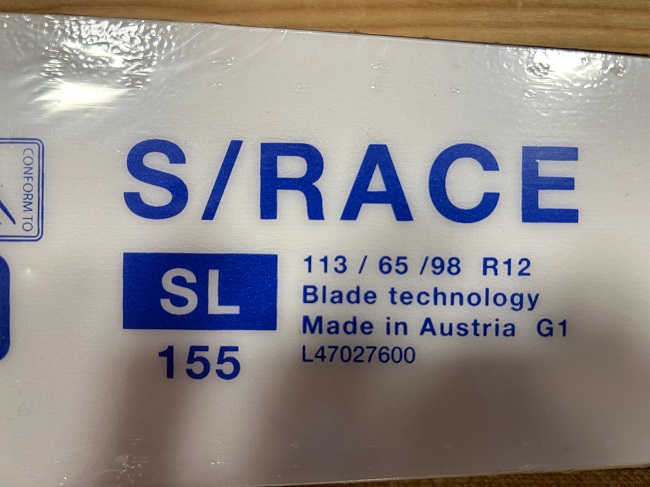 CONFORM TO
S/RACE
SL
155
113 / 65 /98 R12
Blade technology
Made in Austria G1
L47027600